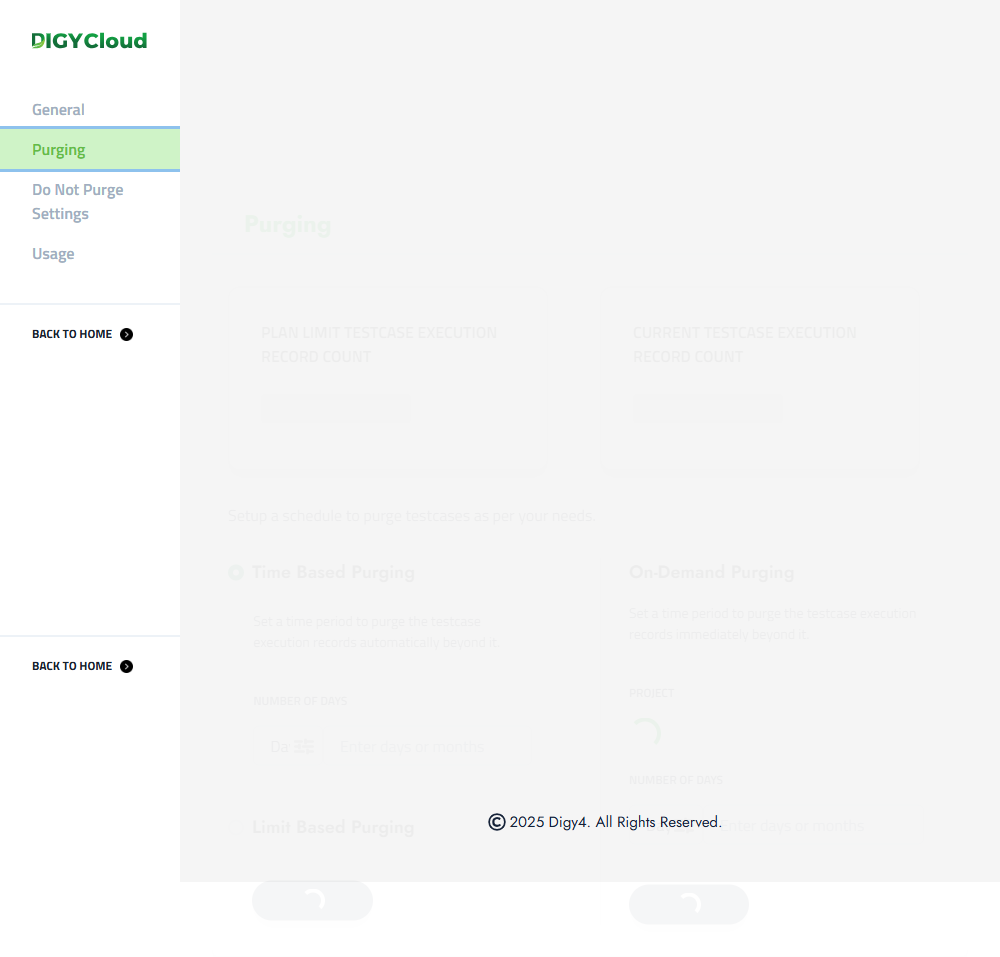 DIGYCloud
General
Purging
Do Not Purge
Settings
Usage
BACK TO HOME
BACK TO HOME
Purging
PLAN LIMIT TESTCASE EXECUTION
RECORD COUNT
CURRENT TESTCASE EXECUTION
RECORD COUNT
Setup a schedule to purge testcases as per your needs
Time Based Purging
Set a time period to purge the testcase
execution records automatically beyond it.
NUMBER OF DAYS
Da
Enter days or months
Limit Based Purging
On-Demand Purging
Set a time period to purge the testcase execution
records immediately beyond it.
PROJECT
NUMBER OF DAYS
Enter days or months
© 2025 Digy4. All Rights Reserved.